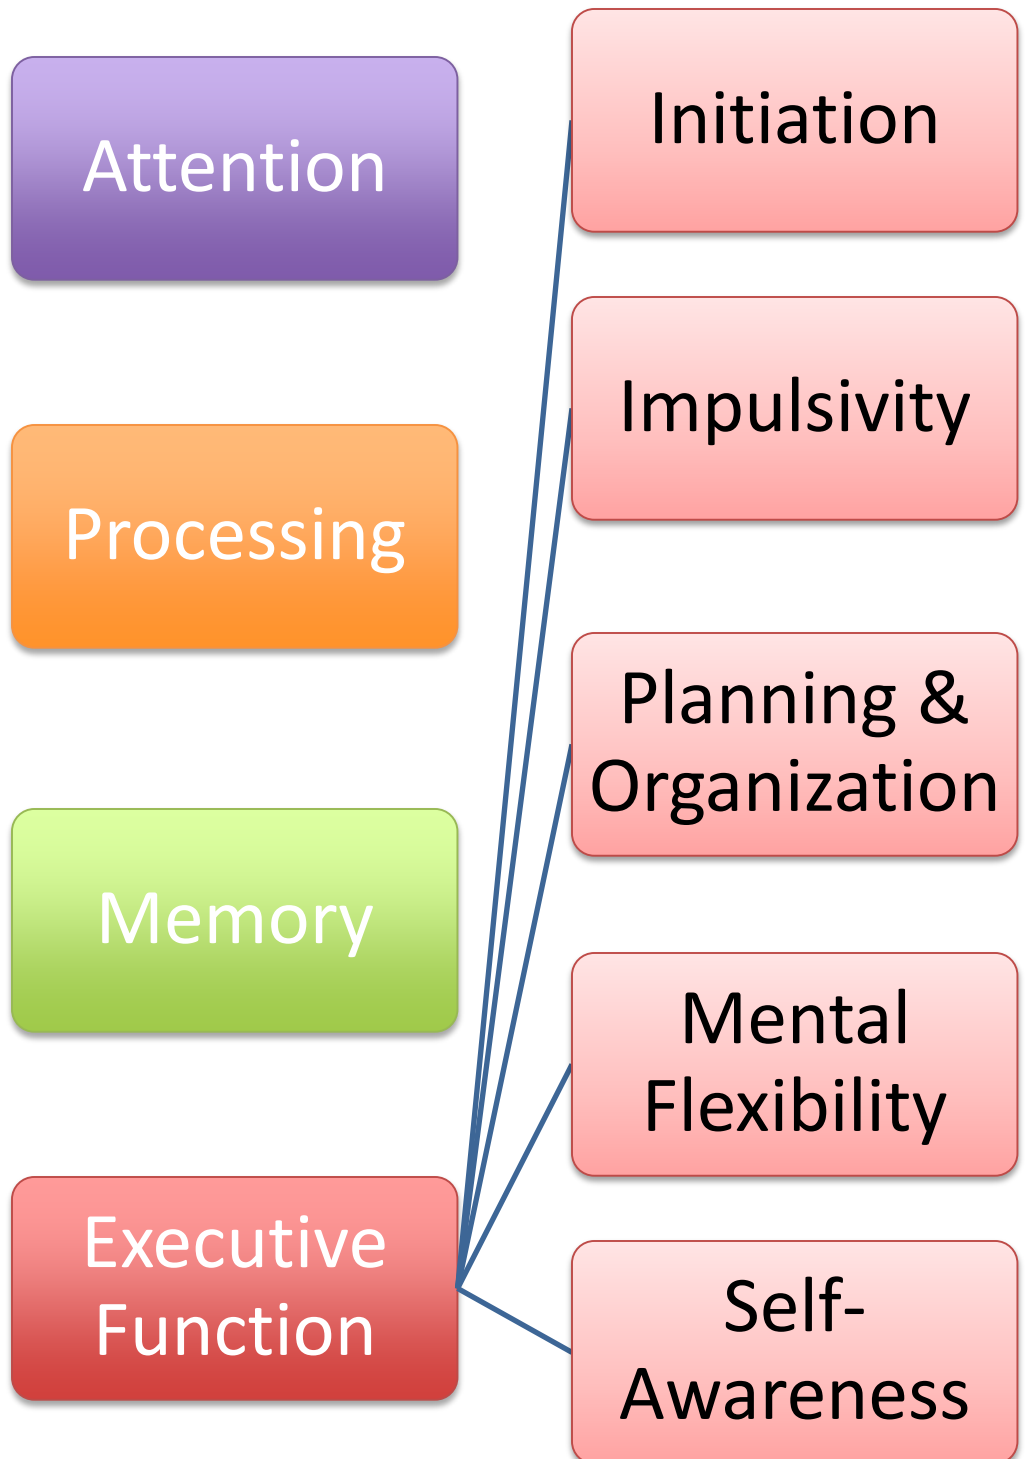 Attention
Processing
Memory
Executive
Function
Initiation
Impulsivity
Planning &
Organization
Mental
Flexibility
Self-
Awareness